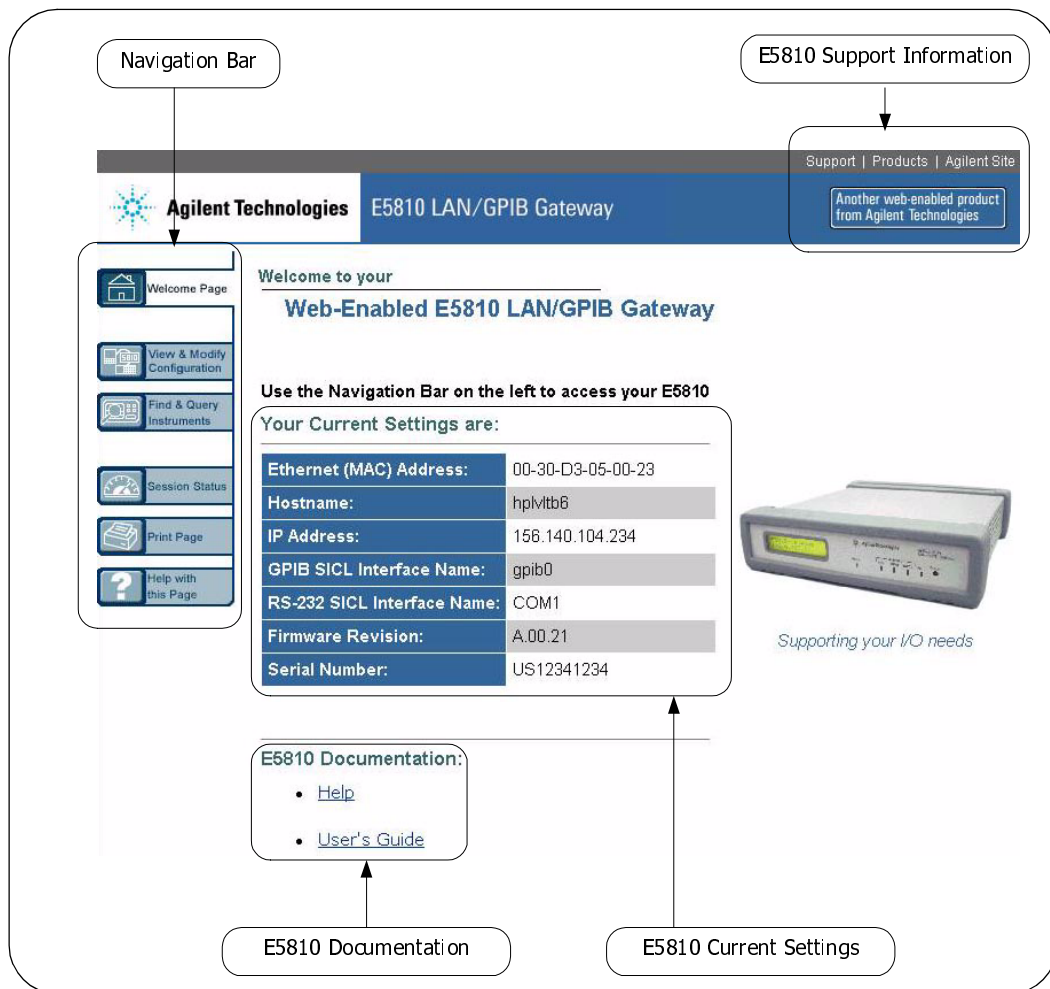 Navigation Bar
E5810 Support Information
Support | Products | Agilent Site
Agilent Technologies
E5810 LAN/GPIB Gateway
Another web-enabled product
from Agilent Technologies
Welcome Page
View & Modify
Configuration
Find & Query
Instruments
Session Status
Print Page
Help with
this Page
Welcome to your
Web-Enabled E5810 LAN/GPIB Gateway
Use the Navigation Bar on the left to access your E5810
Your Current Settings are:
Ethernet (MAC) Address: 00-30-D3-05-00-23
Hostname: hplvltb6
IP Address: 156.140.104.234
GPIB SICL Interface Name: gpib0
RS-232 SICL Interface Name: COM1
Firmware Revision: A.00.21
Serial Number: US12341234
Supporting your I/O needs
E5810 Documentation:
• Help
• User's Guide
E5810 Documentation
E5810 Current Settings